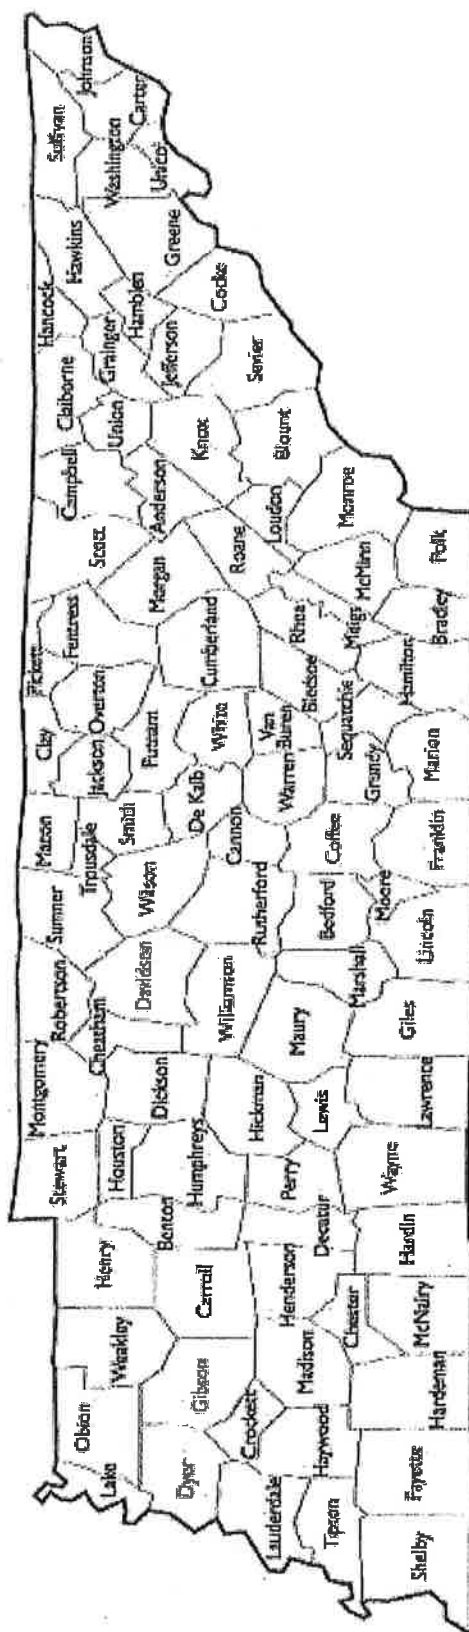 Johnson
Sullivan
Carter
Washington
Unicoi
Hancock
Hawkins
Greene
Hamblen
Grainger
Claiborne
Cocke
Jefferson
Union
Sevier
Campbell
Knox
Blount
Anderson
Scott
Loudon
Monroe
Roane
Morgan
McMinn
Polk
Fentress
Pickett
Cumberland
Rhea
Meigs
Bradley
Overton
Clay
Bledsoe
Hamilton
Putnam
White
Van
Buren
Sequatchie
Jackson
Warren
Grundy
Marion
Macon
Smith
De Kalb
Trousdale
Cannon
Coffee
Franklin
Sumner
Wilson
Rutherford
Bedford
Moore
Lincoln
Roberson
Davidson
Williamson
Marshall
Cheatham
Maury
Giles
Montgomery
Dickson
Hickman
Lewis
Lawrence
Stewart
Houston
Humphreys
Perry
Wayne
Benton
Decatur
Henry
Hardin
Carroll
Henderson
Chester
McNairy
Weakley
Gibson
Madison
Hardeman
Obion
Crockett
Haywood
Lake
Dyer
Fayette
Lauderdale
Tipton
Shelby